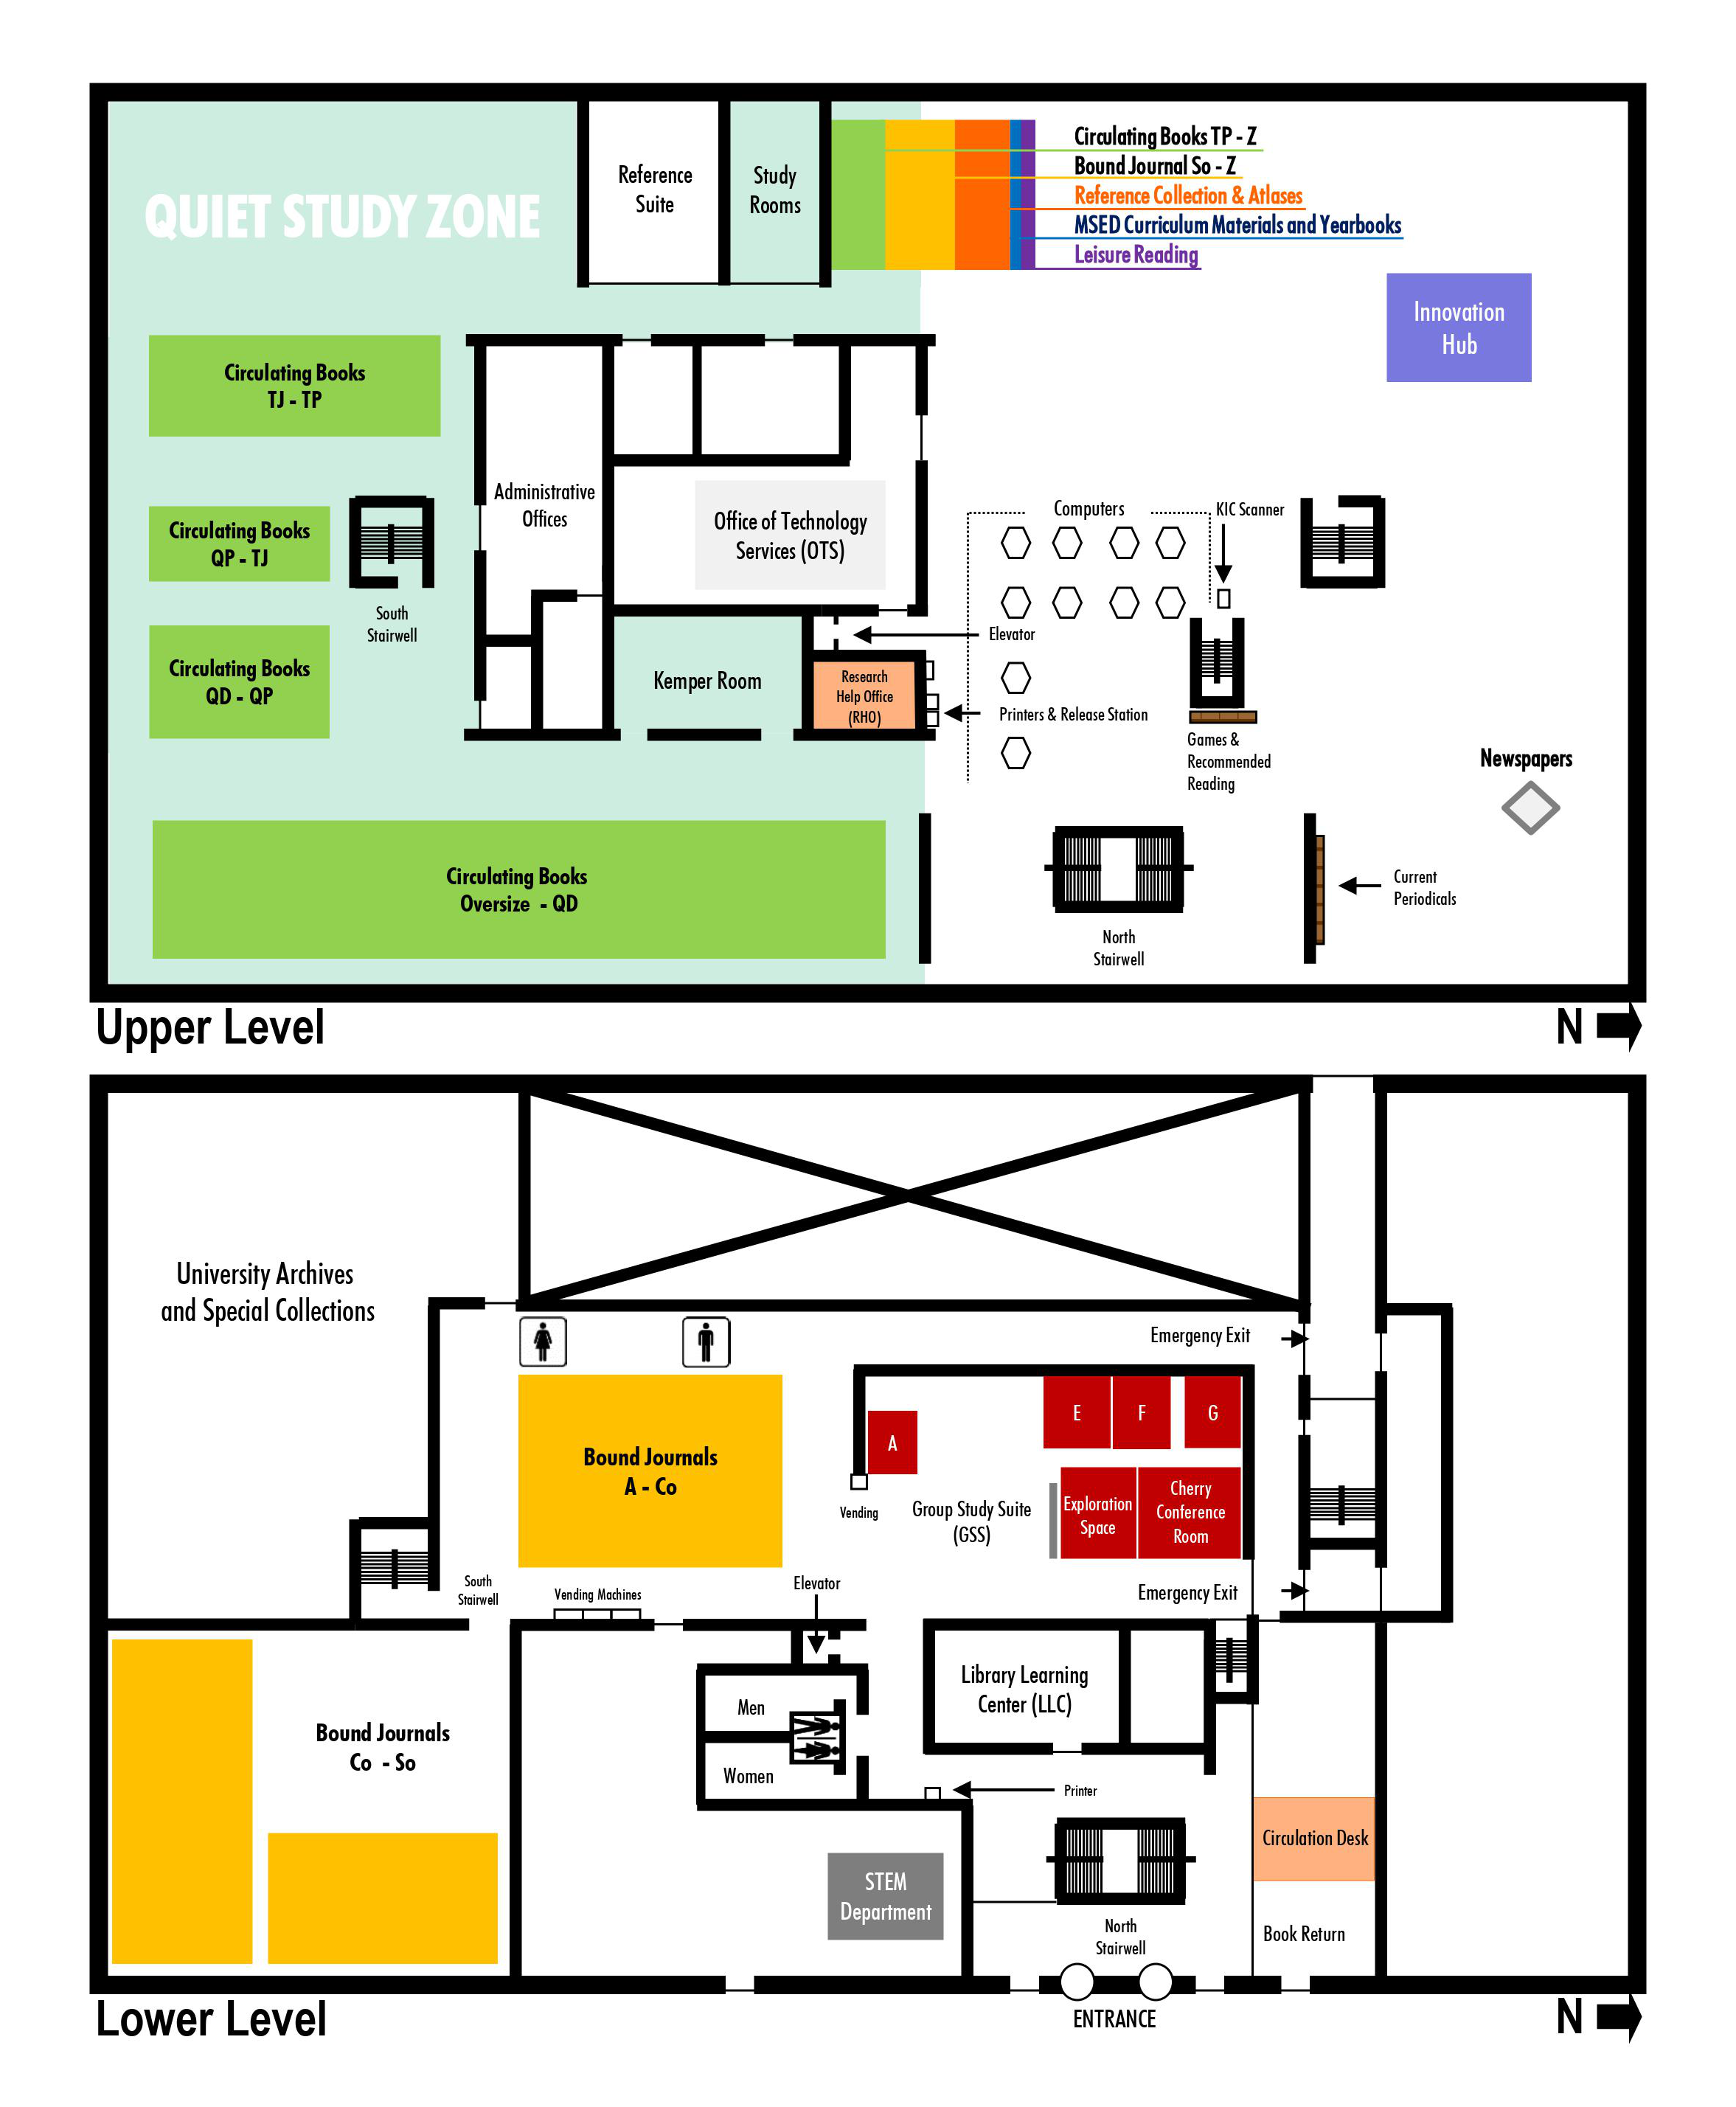 Circulating Books TP - Z
Bound Journal So - Z
Reference Collection & Atlases
MSED Curriculum Materials and Yearbooks
Leisure Reading
Reference
Suite
Study
Rooms
QUIET STUDY ZONE
Innovation
Hub
Circulating Books
TJ - TP
Administrative
Offices
Office of Technology
Services (OTS)
Computers
KIC Scanner
Circulating Books
QP - TJ
South
Stairwell
Elevator
Circulating Books
QD - QP
Kemper Room
Research
Help Office
(RHO)
Printers & Release Station
Games &
Recommended
Reading
Newspapers
Circulating Books
Oversize - QD
North
Stairwell
Current
Periodicals
Upper Level
N
University Archives
and Special Collections
Emergency Exit
E
F
G
A
Bound Journals
A - Co
Vending
Group Study Suite
(GSS)
Exploration
Space
Cherry
Conference
Room
South
Stairwell
Vending Machines
Elevator
Emergency Exit
Library Learning
Center (LLC)
Men
Women
Bound Journals
Co - So
Printer
STEM
Department
Circulation Desk
North
Stairwell
Book Return
ENTRANCE
Lower Level
N